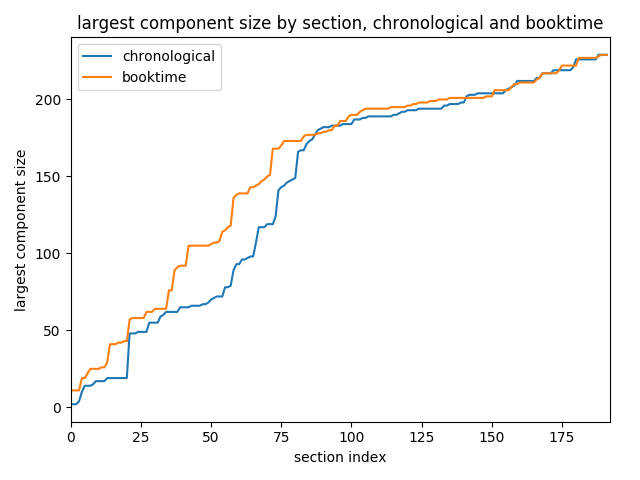 largest component size by section, chronological and booktime
chronological
booktime
largest component size
200
150
100
50
0
0 25 50 75 100 125 150 175
section index